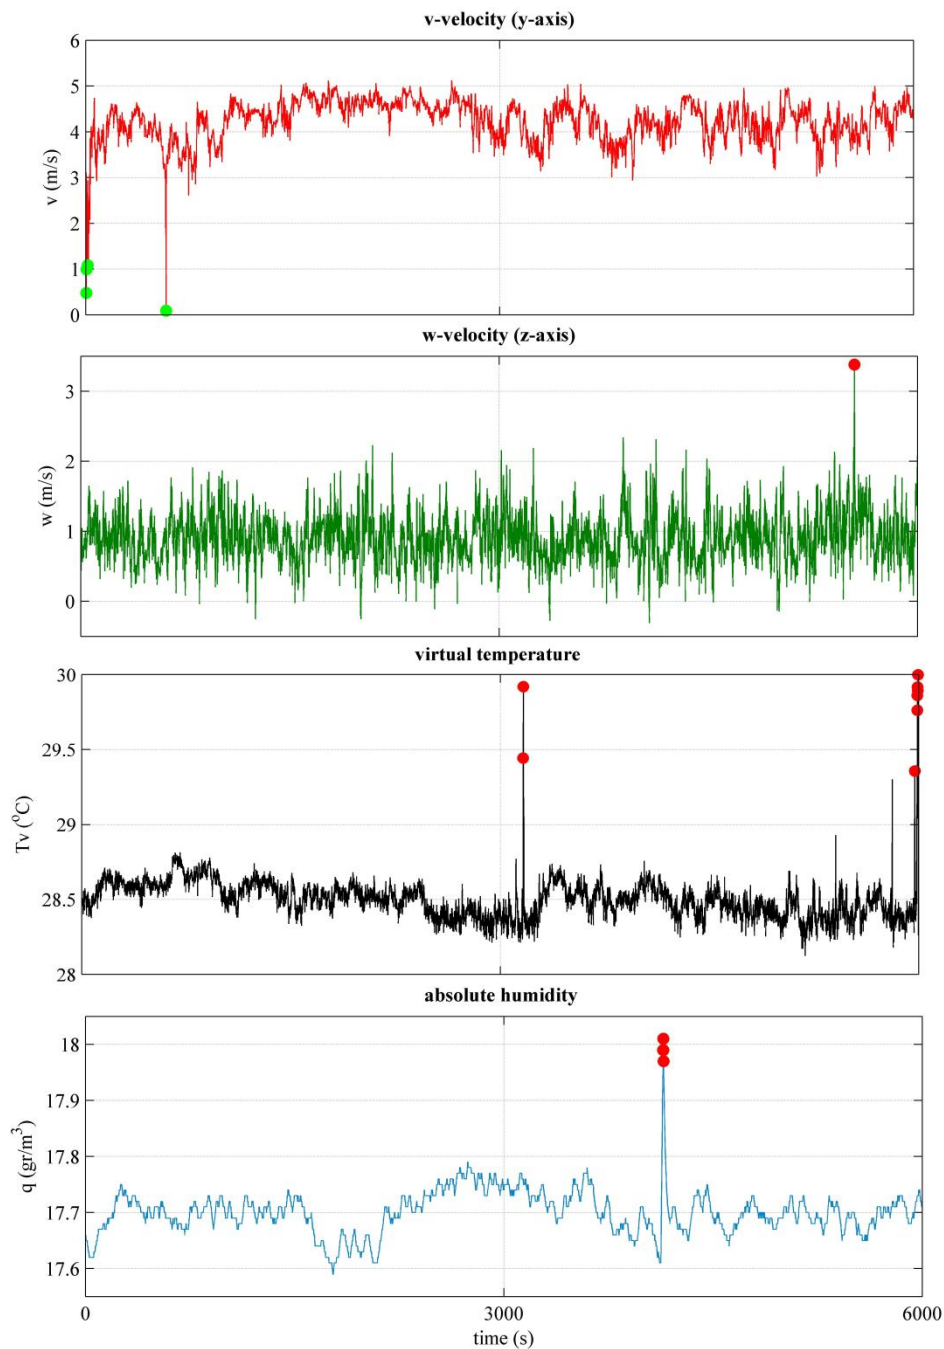 v-velocity (y-axis)
6
5
4
3
2
1
0
v (m/s)
w-velocity (z-axis)
3
2
1
0
w (m/s)
virtual temperature
30
29.5
29
28.5
28
Tv (°C)
absolute humidity
18
17.9
17.8
17.7
17.6
q (gr/m³)
0 3000 6000
time (s)